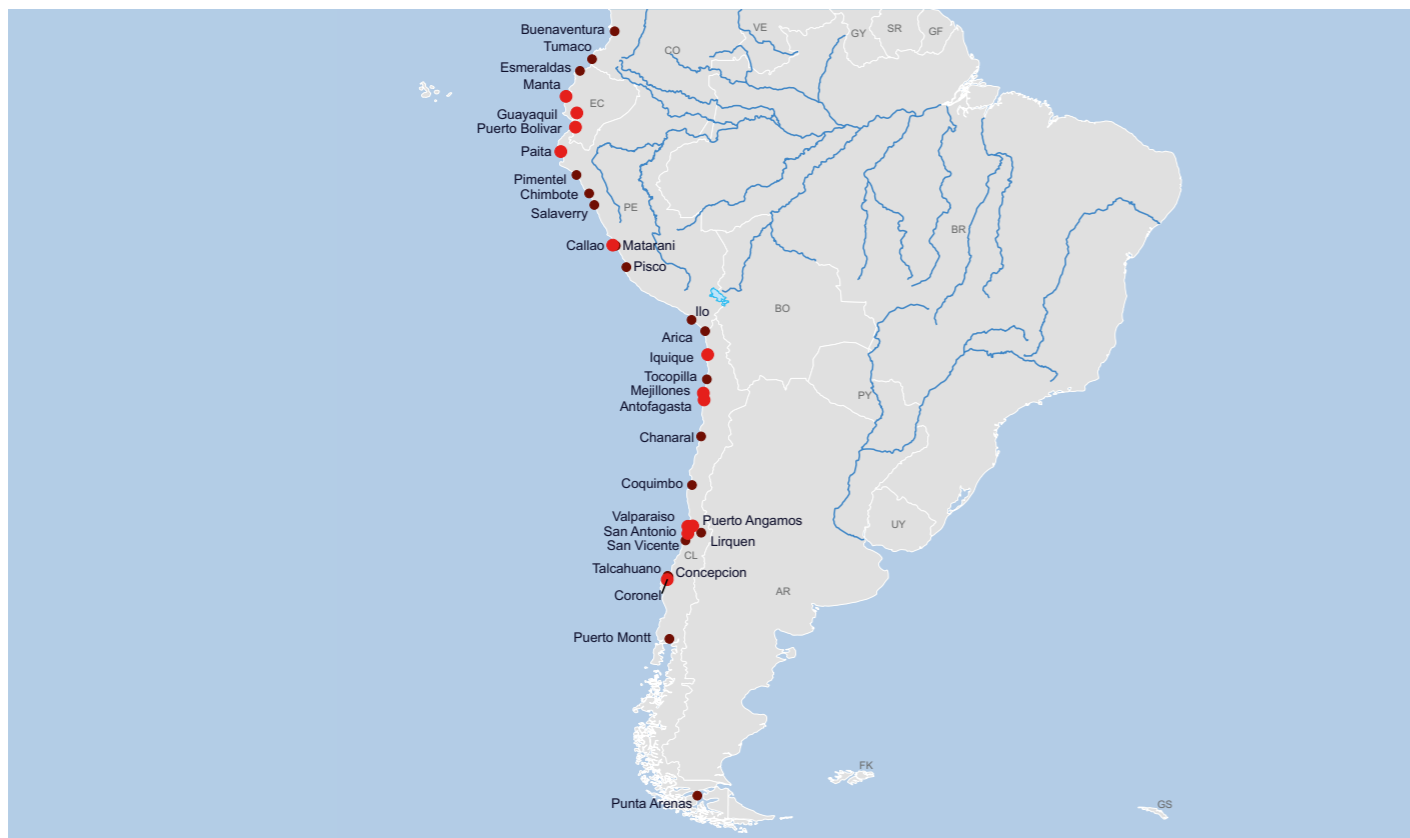 Buenaventura
VE
GY
SR
GF
Tumaco
CO
Esmeraldas
Manta
EC
Guayaquil
Puerto Bolivar
Paita
Pimentel
Chimbote
Salaverry
PE
BR
Callao
Matarani
Pisco
Ilo
BO
Arica
Iquique
Tocopilla
Mejillones
PY
Antofagasta
Chanaral
Coquimbo
Valparaiso
Puerto Angamos
UY
San Antonio
Lirquen
San Vicente
CL
Talcahuano
Concepcion
AR
Coronel
Puerto Montt
FK
Punta Arenas
GS